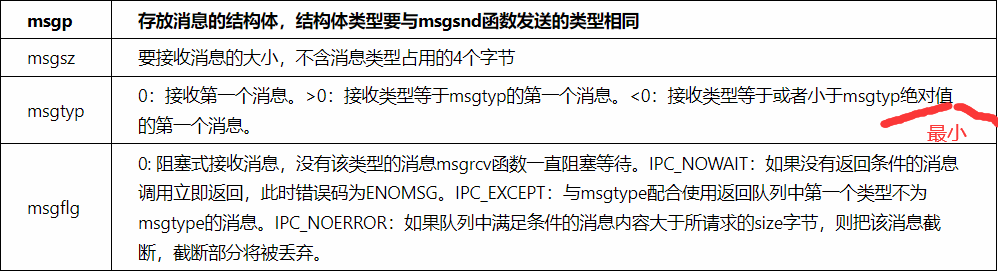 msgp 存放消息的结构体，结构体类型要与msgsnd函数发送的类型相同
msgsz 要接收消息的大小，不含消息类型占用的4个字节
msgtyp 0：接收第一个消息。>0：接收类型等于msgtyp的第一个消息。<0：接收类型等于或者小于msgtyp绝对值
的第一个消息。
最小
msgflg 0: 阻塞式接收消息，没有该类型的消息msgrcv函数一直阻塞等待。IPC_NOWAIT：如果没有返回条件的消息
调用立即返回，此时错误码为ENOMSG。IPC_EXCEPT：与msgtype配合使用返回队列中第一个类型不为
msgtype的消息。IPC_NOERROR：如果队列中满足条件的消息内容大于所请求的size字节，则把该消息截
断，截断部分将被丢弃。